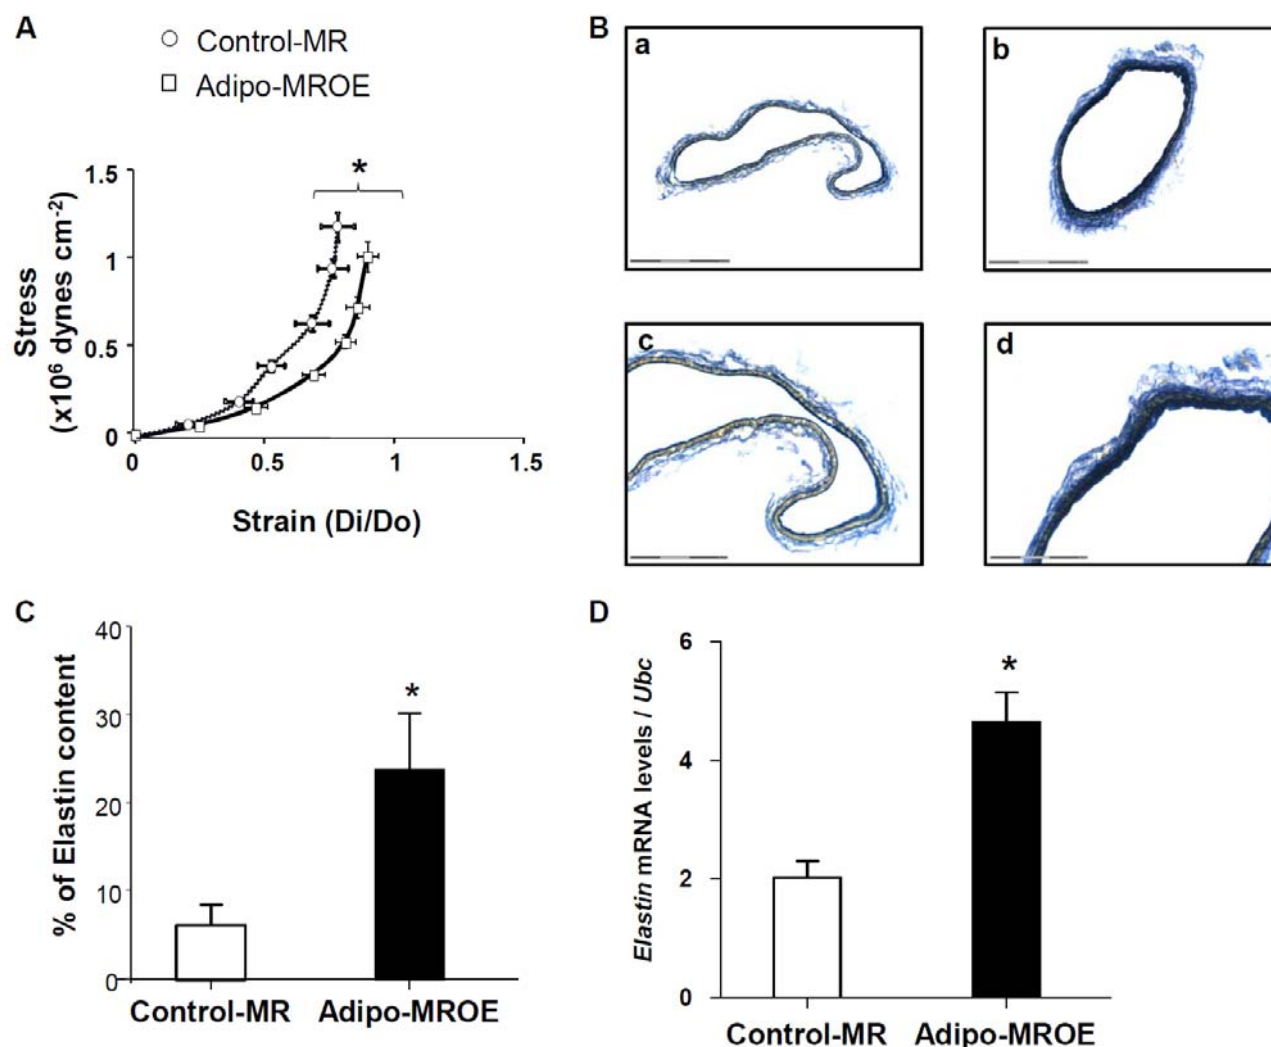 A
Control-MR
Adipo-MROE
*
1.5
1
0.5
0
0
0.5
1
1.5
Stress
(x10⁶ dynes cm⁻²)
Strain (Di/Do)
B
a
b
c
d
C
40
30
20
10
0
% of Elastin content
*
Control-MR
Adipo-MROE
D
6
4
2
0
Elastin mRNA levels / Ubc
*
Control-MR
Adipo-MROE